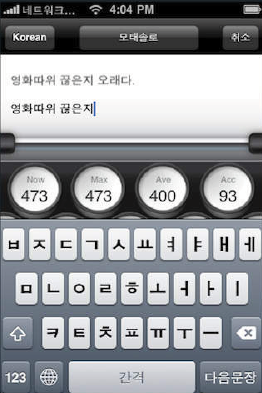 네트워크... 4:04 PM
Korean 모태솔로 취소
영화따위 끊은지 오래다.
영화따위 끊은지
Now Max Ave Acc
473 473 400 93
ㅂ ㅈ ㄷ ㄱ ㅅ ㅛ ㅕ ㅑ ㅐ ㅔ
ㅁ ㄴ ㅇ ㄹ ㅎ ㅗ ㅓ ㅏ ㅣ
ㅋ ㅌ ㅊ ㅍ ㅠ ㅜ ㅡ
123 간격 다음문장